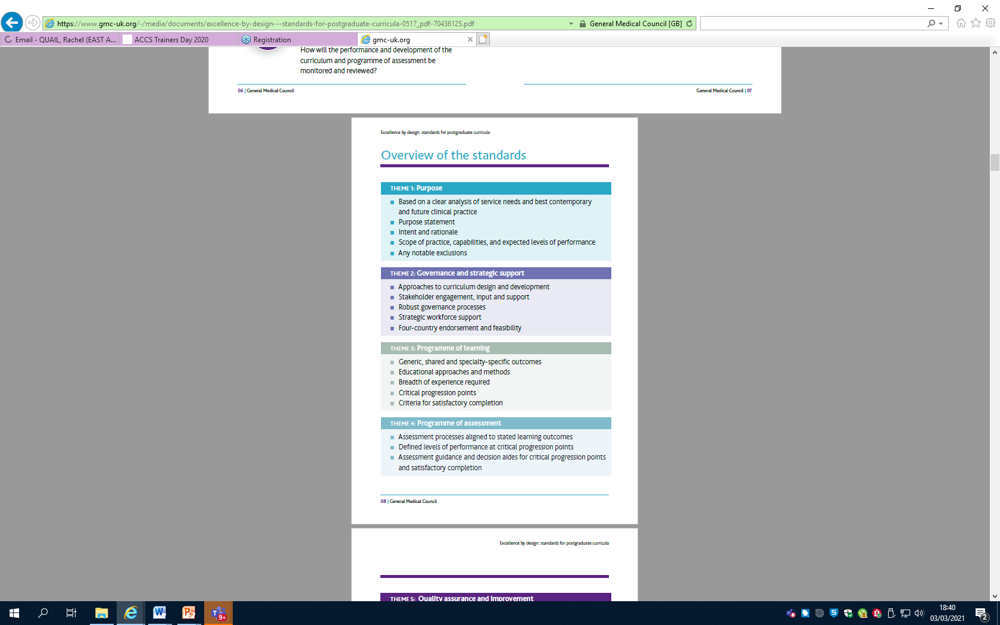 https://www.gmc-uk.org/-/media/documents/excellence-by-design---standards-for-postgraduate-curricula-0517_pdf-70436125.pdf
General Medical Council [GB]
Email - QUAIL, Rachel (EAST A...
ACCS Trainers Day 2020
Registration
gmc-uk.org
How will the performance and development of the
curriculum and programme of assessment be
monitored and reviewed?
06 | General Medical Council
General Medical Council | 07
Excellence by design: standards for postgraduate curricula
Overview of the standards
THEME 1: Purpose
Based on a clear analysis of service needs and best contemporary
and future clinical practice
Purpose statement
Intent and rationale
Scope of practice, capabilities, and expected levels of performance
Any notable exclusions
THEME 2: Governance and strategic support
Approaches to curriculum design and development
Stakeholder engagement, input and support
Robust governance processes
Strategic workforce support
Four-country endorsement and feasibility
THEME 3: Programme of learning
Generic, shared and specialty-specific outcomes
Educational approaches and methods
Breadth of experience required
Critical progression points
Criteria for satisfactory completion
THEME 4: Programme of assessment
Assessment processes aligned to stated learning outcomes
Defined levels of performance at critical progression points
Assessment guidance and decision aides for critical progression points
and satisfactory completion
08 | General Medical Council
Excellence by design: standards for postgraduate curricula
THEME 5: Quality assurance and improvement
9+
18:40
03/03/2021
2